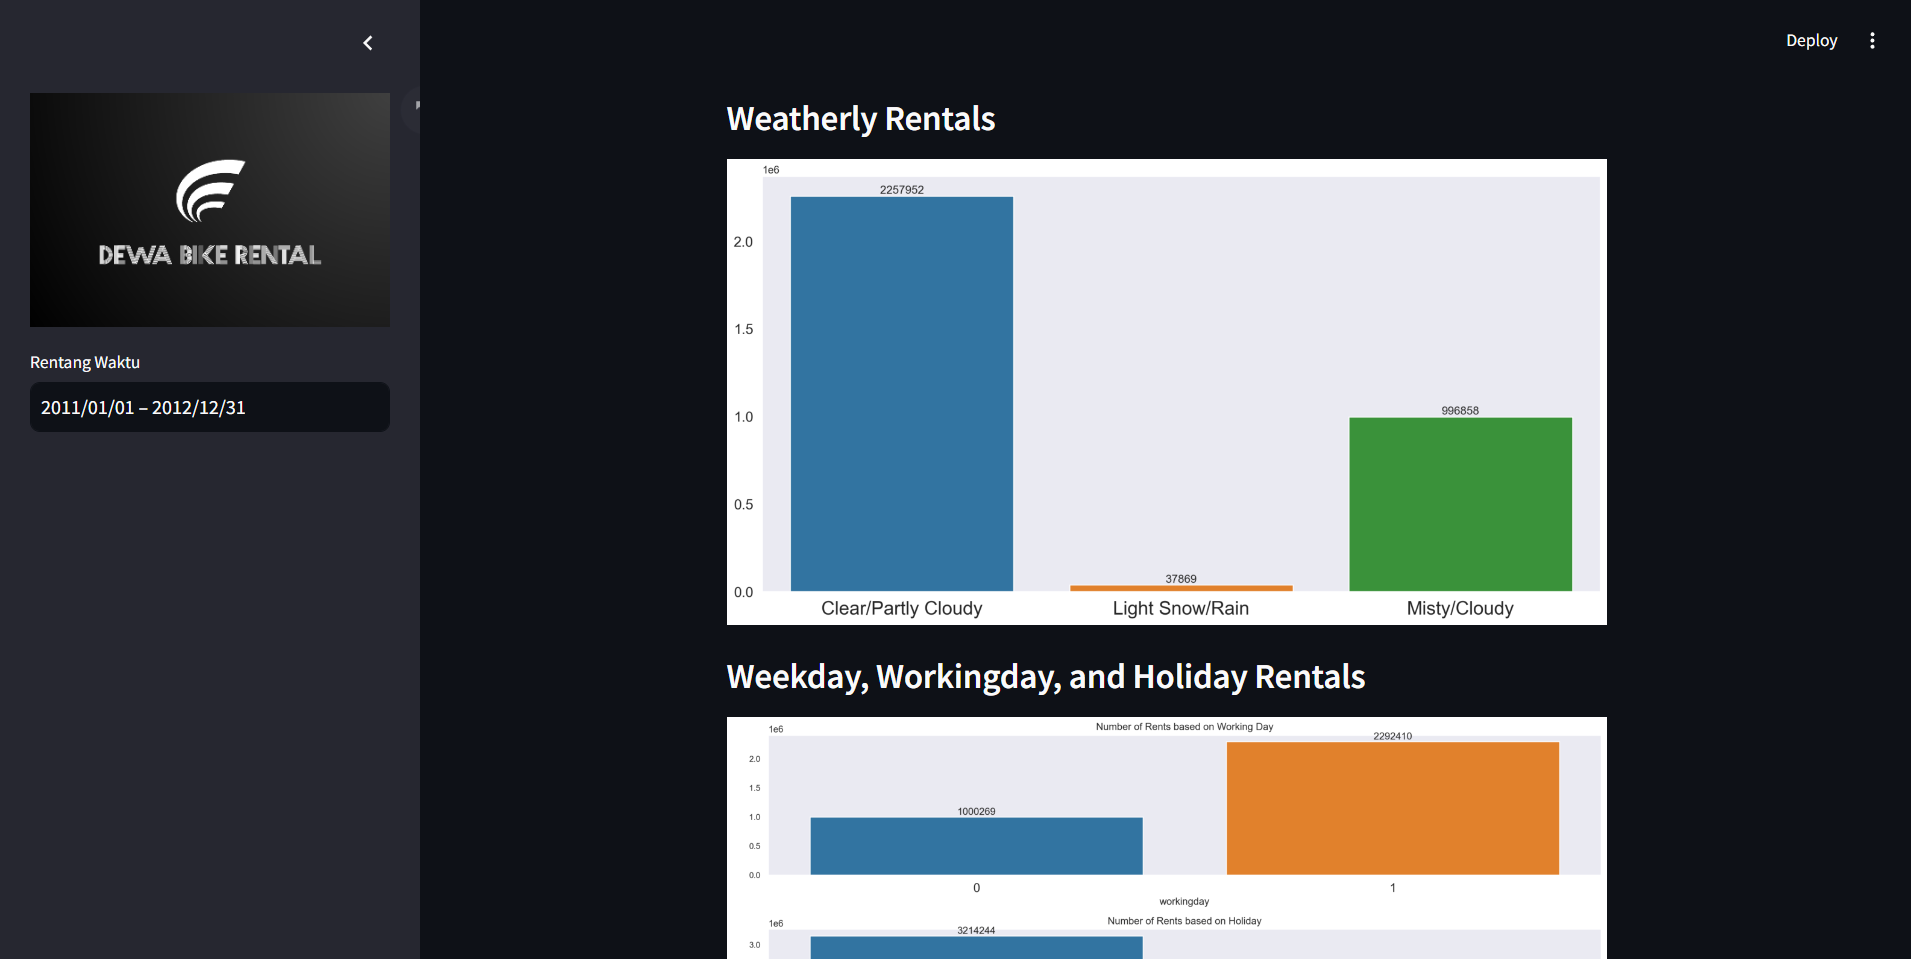 Deploy
DEWA BIKE RENTAL
Rentang Waktu
2011/01/01 – 2012/12/31
Weatherly Rentals
1e6
2257952
2.0
1.5
1.0
996858
0.5
37869
0.0
Clear/Partly Cloudy
Light Snow/Rain
Misty/Cloudy
Weekday, Workingday, and Holiday Rentals
Number of Rents based on Working Day
1e6
2292410
2.0
1.5
1000269
1.0
0.5
0.0
0
1
workingday
Number of Rents based on Holiday
1e6
3214244
3.0